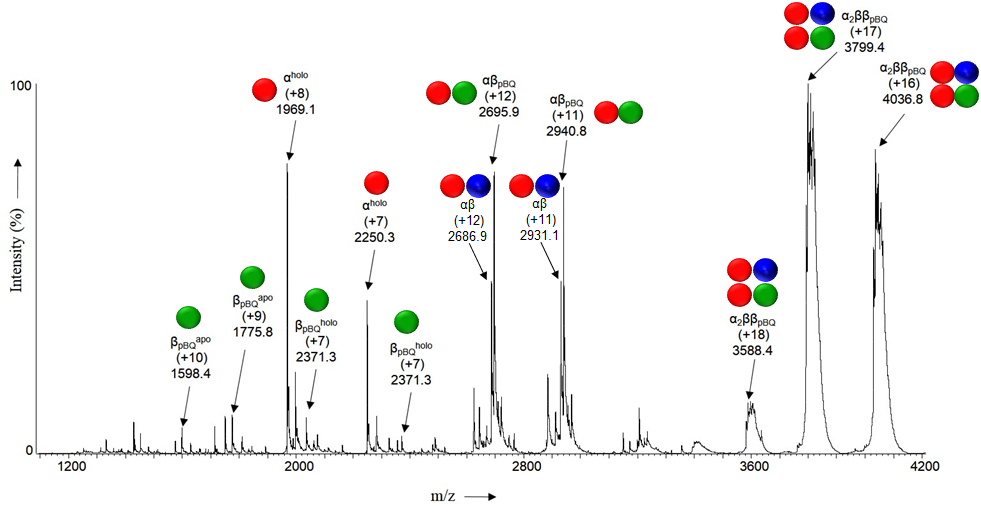 100
Intensity (%)
0
β_pBQ^apo
(+10)
1598.4
β_pBQ^apo
(+9)
1775.8
α^holo
(+8)
1969.1
β_pBQ^holo
(+7)
2371.3
α^holo
(+7)
2250.3
β_pBQ^holo
(+7)
2371.3
αβ_pBQ
(+12)
2695.9
αβ
(+12)
2686.9
αβ_pBQ
(+11)
2940.8
αβ
(+11)
2931.1
α₂ββ_pBQ
(+18)
3588.4
α₂ββ_pBQ
(+17)
3799.4
α₂ββ_pBQ
(+16)
4036.8
1200
2000
2800
3600
4200
m/z